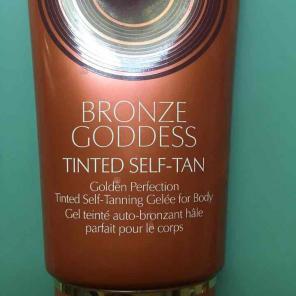 BRONZE
GODDESS
TINTED SELF-TAN
Golden Perfection
Tinted Self-Tanning Gelée for Body
Gel teinté auto-bronzant hâle
parfait pour le corps